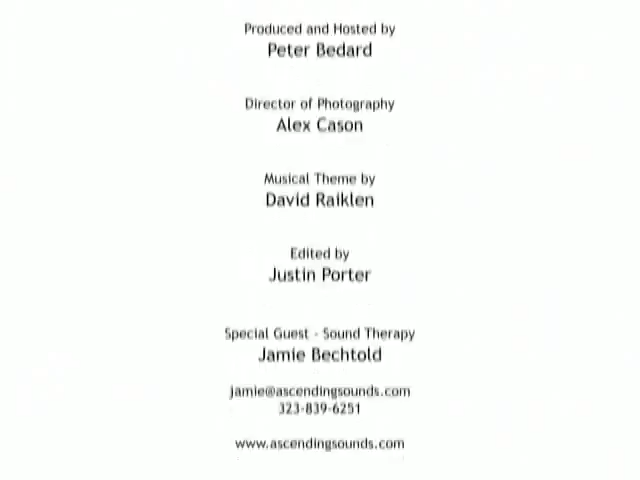 Produced and Hosted by
Peter Bedard
Director of Photography
Alex Cason
Musical Theme by
David Raiklen
Edited by
Justin Porter
Special Guest - Sound Therapy
Jamie Bechtold
jamie@ascendingsounds.com
323-839-6251
www.ascendingsounds.com